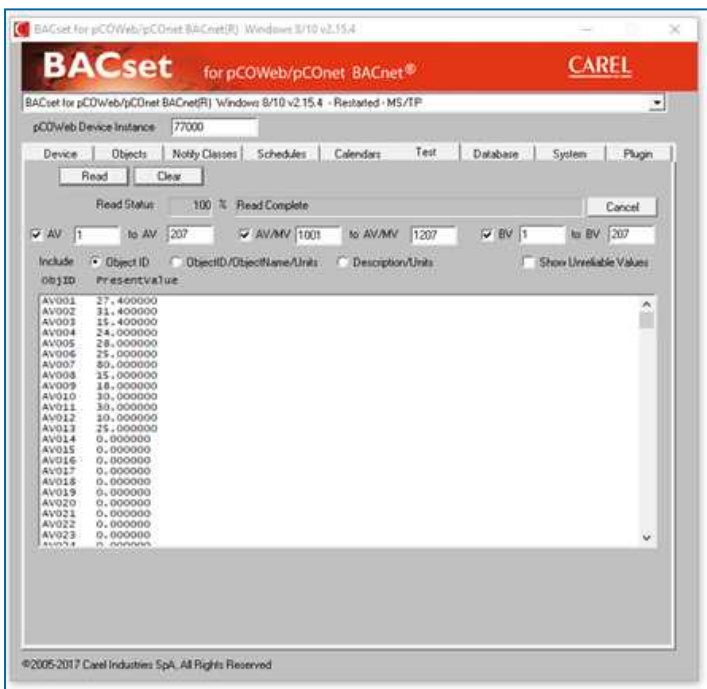 BACset for pCOWeb/pCOnet BACnet(R) Windows 8/10 v2.15.4
BACset for pCOWeb/pCOnet BACnet®
CAREL
BACset for pCOWeb/pCOnet BACnet(R) Windows 8/10 v2.15.4 - Restarted - MS/TP
pCOWeb Device Instance 77000
Device Objects Notify Classes Schedules Calendars Test Database System Plugin
Read Clear
Read Status 100 % Read Complete Cancel
AV 1 to AV 207 AV/MV 1001 to AV/MV 1207 BV 1 to BV 207
Include Object ID ObjectID/ObjectName/Units Description/Units Show Unreliable Values
ObjID PresentValue
AV001 27.400000
AV002 31.400000
AV003 15.400000
AV004 24.000000
AV005 28.000000
AV006 25.000000
AV007 80.000000
AV008 15.000000
AV009 18.000000
AV010 30.000000
AV011 30.000000
AV012 10.000000
AV013 25.000000
AV014 0.000000
AV015 0.000000
AV016 0.000000
AV017 0.000000
AV018 0.000000
AV019 0.000000
AV020 0.000000
AV021 0.000000
AV022 0.000000
AV023 0.000000
AV024 0.000000
©2005-2017 Carel Industries SpA, All Rights Reserved